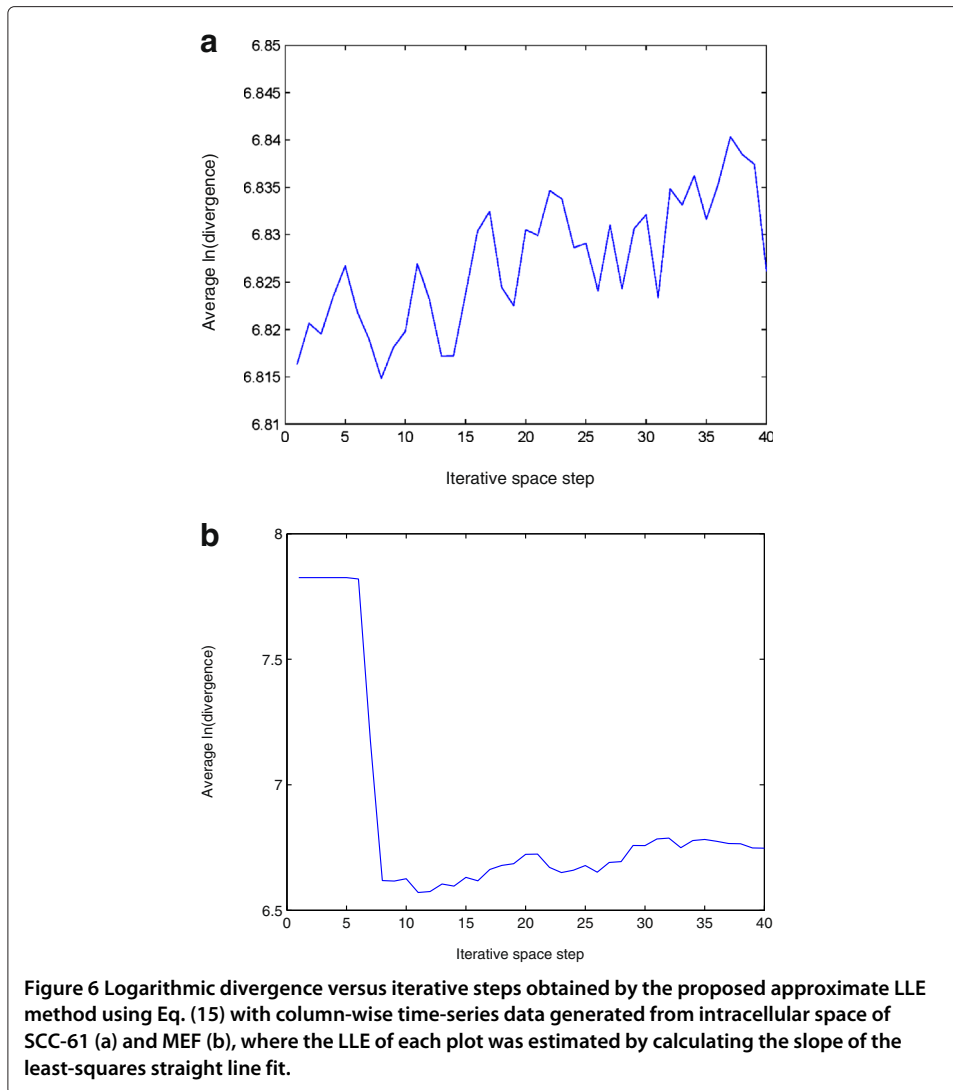 a
6.85
6.845
6.84
6.835
6.83
6.825
6.82
6.815
6.81
Average ln(divergence)
0 5 10 15 20 25 30 35 40
Iterative space step
b
8
7.5
7
6.5
Average ln(divergence)
0 5 10 15 20 25 30 35 40
Iterative space step
Figure 6 Logarithmic divergence versus iterative steps obtained by the proposed approximate LLE
method using Eq. (15) with column-wise time-series data generated from intracellular space of
SCC-61 (a) and MEF (b), where the LLE of each plot was estimated by calculating the slope of the
least-squares straight line fit.